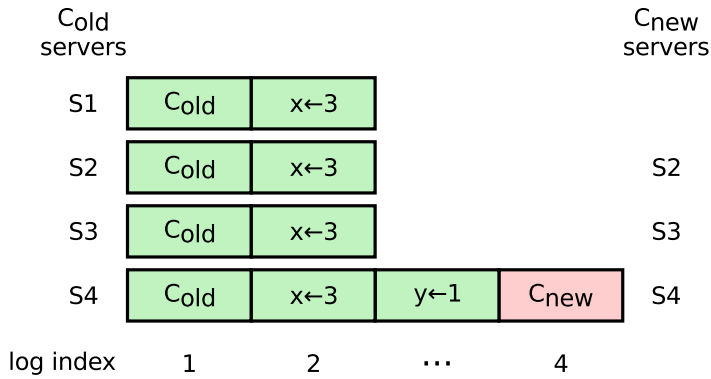 Cold
servers
Cnew
servers
S1 Cold x←3
S2 Cold x←3 S2
S3 Cold x←3 S3
S4 Cold x←3 y←1 Cnew S4
log index 1 2 ⋯ 4